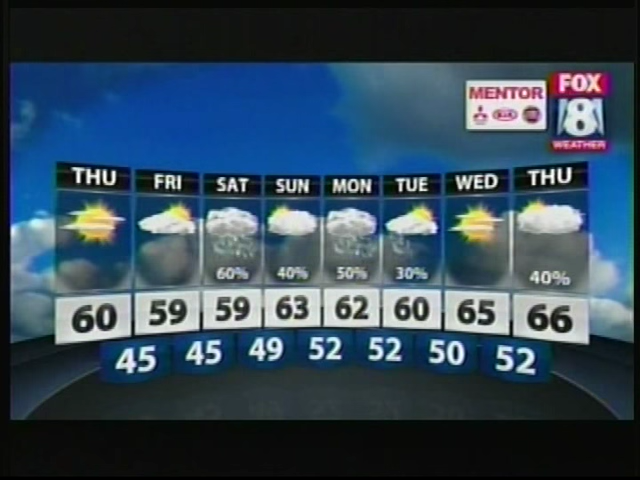 MENTOR
KIA
FOX
8
WEATHER
THU FRI SAT SUN MON TUE WED THU
60% 40% 50% 30% 40%
60 59 59 63 62 60 65 66
45 45 49 52 52 50 52